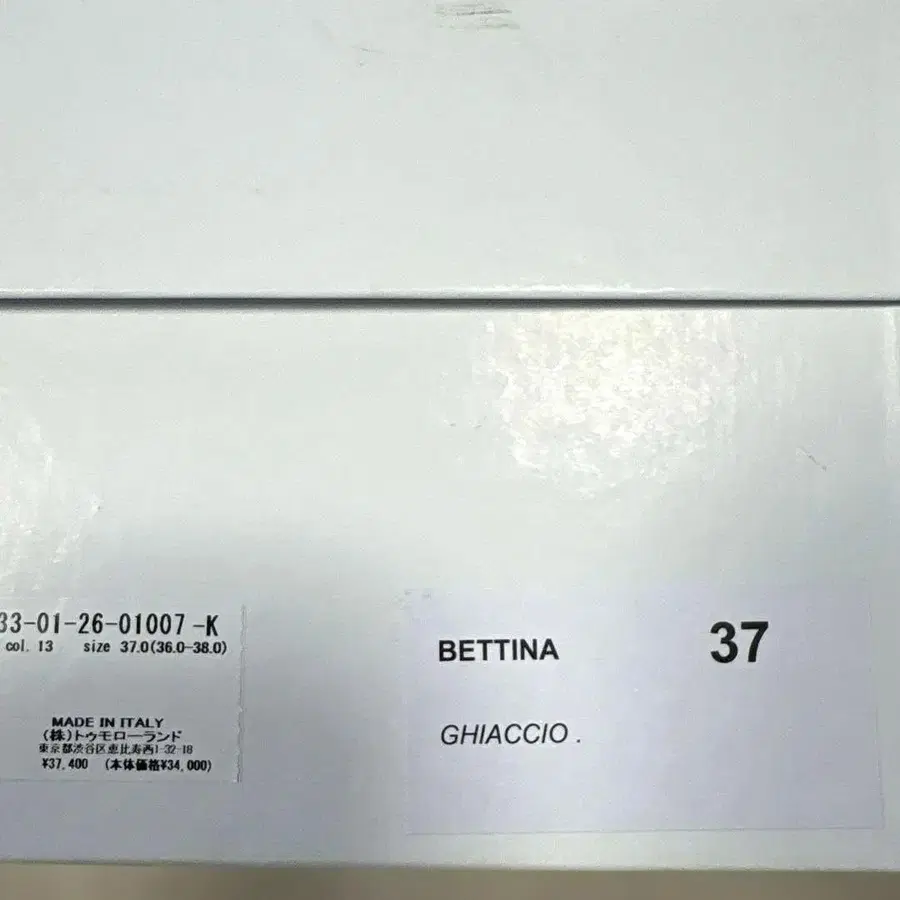 33-01-26-01007-K
col. 13 size 37.0(36.0-38.0)
MADE IN ITALY
(株)トゥモローランド
東京都渋谷区恵比寿西1-32-18
¥37,400 (本体価格¥34,000)
BETTINA 37
GHIACCIO .